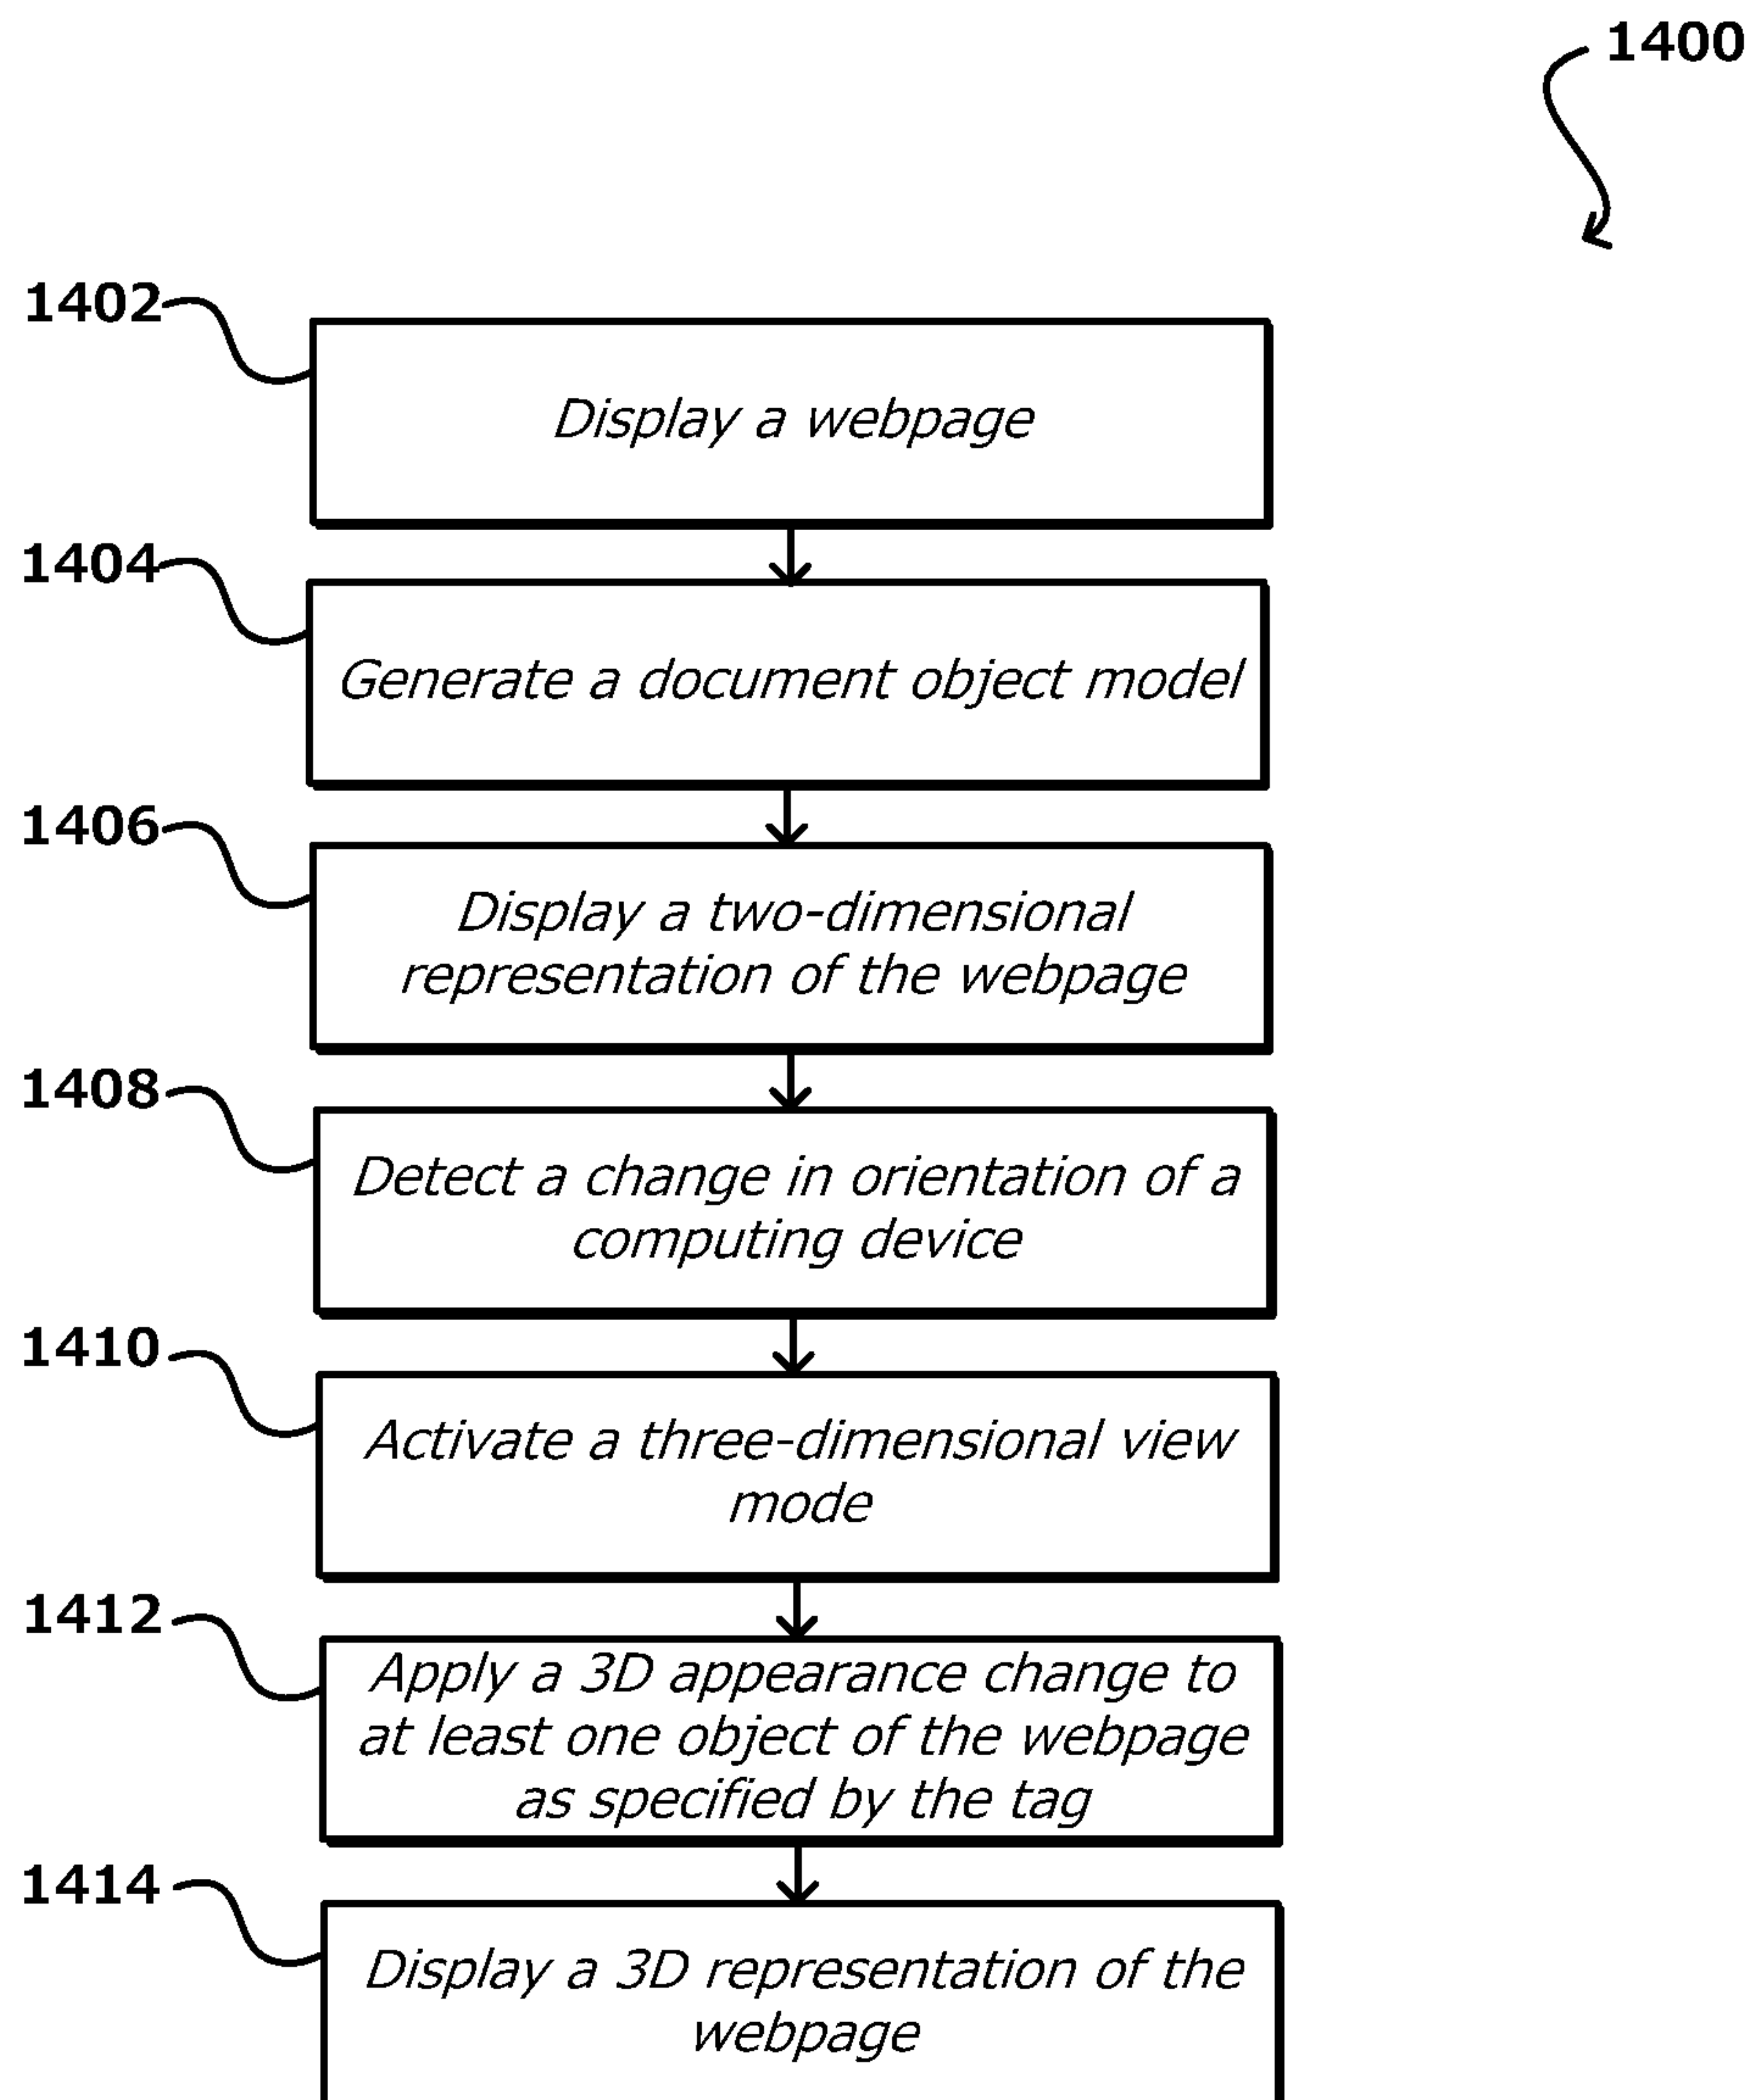 1400
1402
Display a webpage
1404
Generate a document object model
1406
Display a two-dimensional
representation of the webpage
1408
Detect a change in orientation of a
computing device
1410
Activate a three-dimensional view
mode
1412
Apply a 3D appearance change to
at least one object of the webpage
as specified by the tag
1414
Display a 3D representation of the
webpage